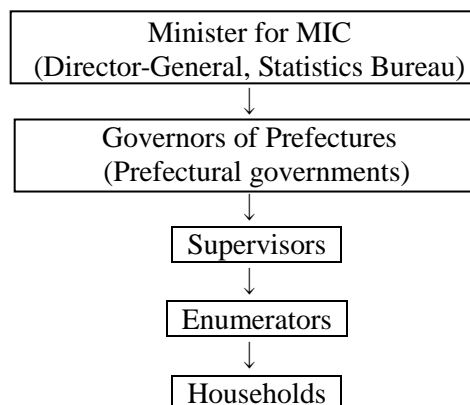 Minister for MIC
(Director-General, Statistics Bureau)
Governors of Prefectures
(Prefectural governments)
Supervisors
Enumerators
Households